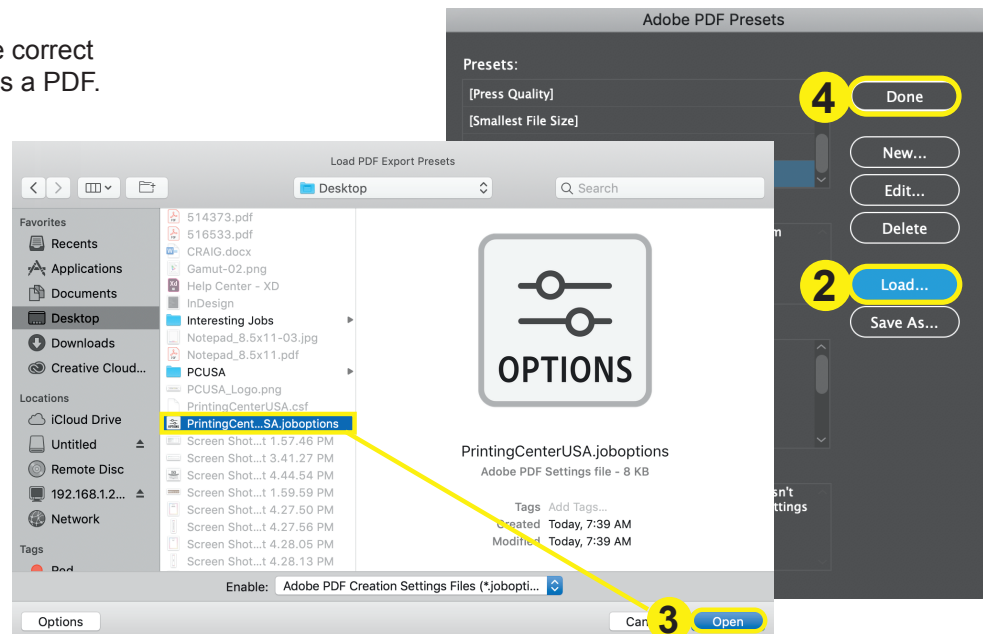 e correct
s a PDF.
Adobe PDF Presets
Presets:
[Press Quality]
[Smallest File Size]
4
Done
New...
Edit...
Delete
2
Load...
Save As...
m
sn't
ttings
Load PDF Export Presets
Desktop
Search
Favorites
Recents
Applications
Documents
Desktop
Downloads
Creative Cloud...
Locations
iCloud Drive
Untitled
Remote Disc
192.168.1.2...
Network
Tags
514373.pdf
516533.pdf
CRAIG.docx
Gamut-02.png
Help Center - XD
InDesign
Interesting Jobs
Notepad_8.5x11-03.jpg
Notepad_8.5x11.pdf
PCUSA
PCUSA_Logo.png
PrintingCenterUSA.csf
PrintingCent...SA.joboptions
Screen Shot...t 1.57.46 PM
Screen Shot...t 3.41.27 PM
Screen Shot...t 4.44.54 PM
Screen Shot...t 1.59.59 PM
Screen Shot...t 4.27.50 PM
Screen Shot...t 4.27.56 PM
Screen Shot...t 4.28.05 PM
Screen Shot...t 4.28.13 PM
OPTIONS
PrintingCenterUSA.joboptions
Adobe PDF Settings file - 8 KB
Tags Add Tags...
Created Today, 7:39 AM
Modified Today, 7:39 AM
Enable: Adobe PDF Creation Settings Files (*.jobopti...
Options
Can
3
Open